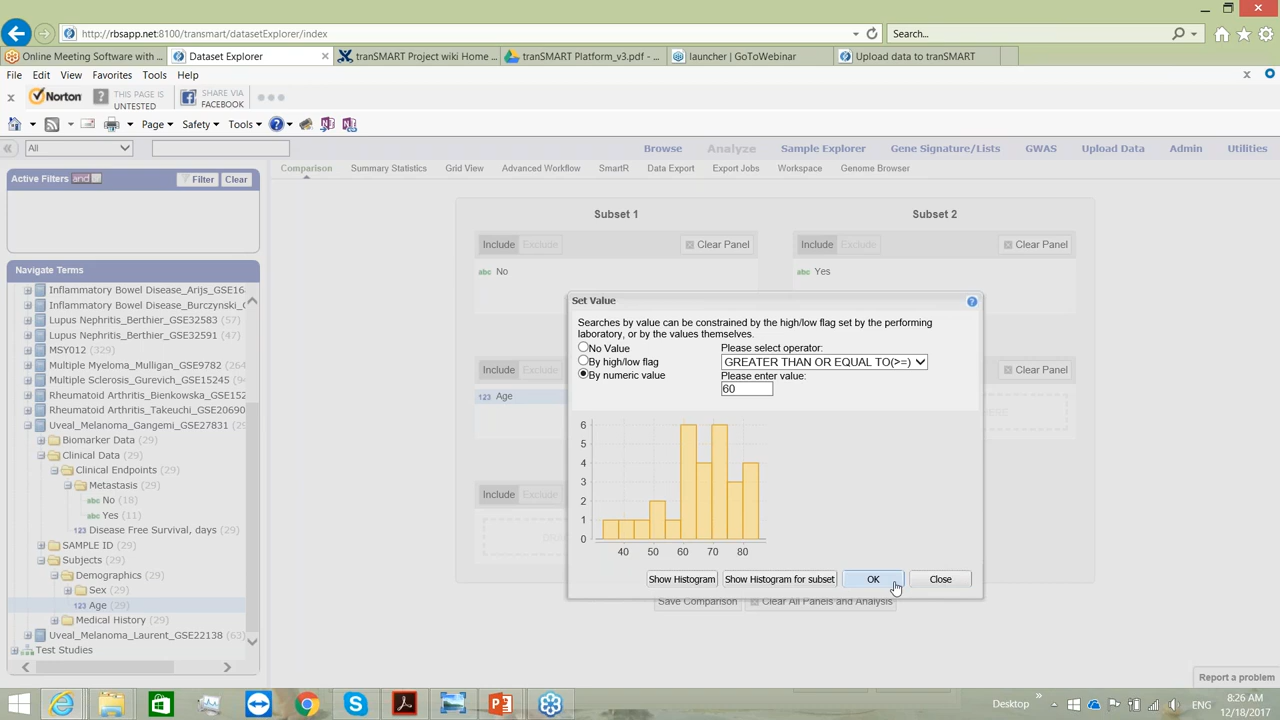 http://rbsapp.net:8100/transmart/datasetExplorer/index
Search...
Online Meeting Software with ...
Dataset Explorer
tranSMART Project wiki Home ...
tranSMART Platform_v3.pdf - ...
launcher | GoToWebinar
Upload data to tranSMART
File Edit View Favorites Tools Help
x Norton
THIS PAGE IS
UNTESTED
SHARE VIA
FACEBOOK
Page Safety Tools
All
Browse Analyze Sample Explorer Gene Signature/Lists GWAS Upload Data Admin Utilities
Comparison Summary Statistics Grid View Advanced Workflow SmartR Data Export Export Jobs Workspace Genome Browser
Active Filters and
Filter Clear
Navigate Terms
Inflammatory Bowel Disease_Arijs_GSE16
Inflammatory Bowel Disease_Burczynski_G
Lupus Nephritis_Berthier_GSE32583 (57)
Lupus Nephritis_Berthier_GSE32591 (47)
MSY012 (329)
Multiple Myeloma_Mulligan_GSE9782
Multiple Sclerosis_Gurevich_GSE15245
Rheumatoid Arthritis_Bienkowska_GSE152
Rheumatoid Arthritis_Takeuchi_GSE20690
Uveal_Melanoma_Gangemi_GSE27831 (29
Biomarker Data (29)
Clinical Data (29)
Clinical Endpoints (29)
Metastasis (29)
abc No (18)
abc Yes (11)
123 Disease Free Survival, days (29)
SAMPLE ID (29)
Subjects (29)
Demographics (29)
Sex (29)
123 Age (29)
Medical History (29)
Uveal_Melanoma_Laurent_GSE22138 (63)
Test Studies
Subset 1
Subset 2
Include Exclude
Clear Panel
Include Exclude
Clear Panel
abc No
abc Yes
Include Exclude
Clear Panel
123 Age
Include Exclude
Set Value
Searches by value can be constrained by the high/low flag set by the performing
laboratory, or by the values themselves.
No Value
By high/low flag
By numeric value
Please select operator:
GREATER THAN OR EQUAL TO(>=)
Please enter value:
60
6
5
4
3
2
1
0
40 50 60 70 80
Show Histogram
Show Histogram for subset
OK
Close
Save Comparison
Clear All Panels and Analysis
Report a problem
Desktop
ENG
8:26 AM
12/18/2017